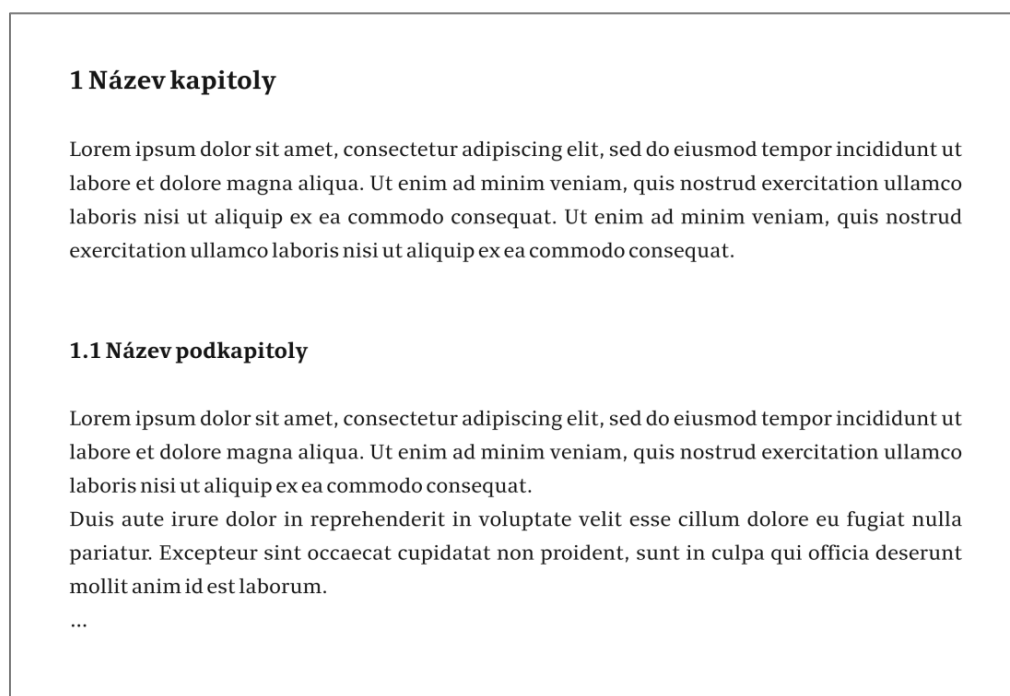 1 Název kapitoly
Lorem ipsum dolor sit amet, consectetur adipiscing elit, sed do eiusmod tempor incididunt ut
labore et dolore magna aliqua. Ut enim ad minim veniam, quis nostrud exercitation ullamco
laboris nisi ut aliquip ex ea commodo consequat. Ut enim ad minim veniam, quis nostrud
exercitation ullamco laboris nisi ut aliquip ex ea commodo consequat.
1.1 Název podkapitoly
Lorem ipsum dolor sit amet, consectetur adipiscing elit, sed do eiusmod tempor incididunt ut
labore et dolore magna aliqua. Ut enim ad minim veniam, quis nostrud exercitation ullamco
laboris nisi ut aliquip ex ea commodo consequat.
Duis aute irure dolor in reprehenderit in voluptate velit esse cillum dolore eu fugiat nulla
pariatur. Excepteur sint occaecat cupidatat non proident, sunt in culpa qui officia deserunt
mollit anim id est laborum.
...